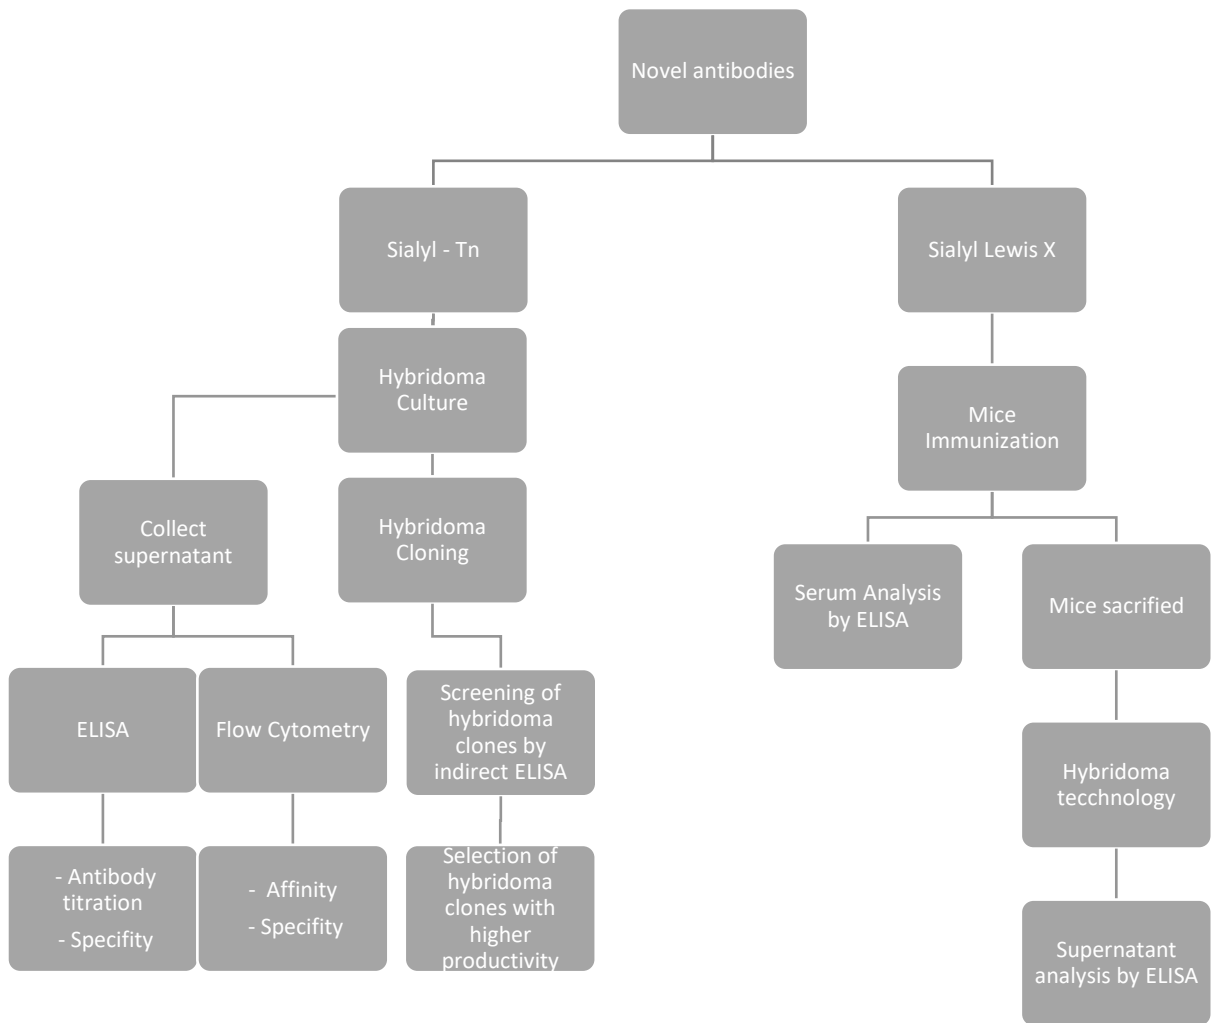 Novel antibodies
Sialyl - Tn
Sialyl Lewis X
Hybridoma
Culture
Mice
Immunization
Collect
supernatant
Hybridoma
Cloning
Serum Analysis
by ELISA
Mice sacrified
ELISA
Flow Cytometry
Screening of
hybridoma
clones by
indirect ELISA
Hybridoma
tecchnology
- Antibody
titration
- Specifity
- Affinity
- Specifity
Selection of
hybridoma
clones with
higher
productivity
Supernatant
analysis by ELISA